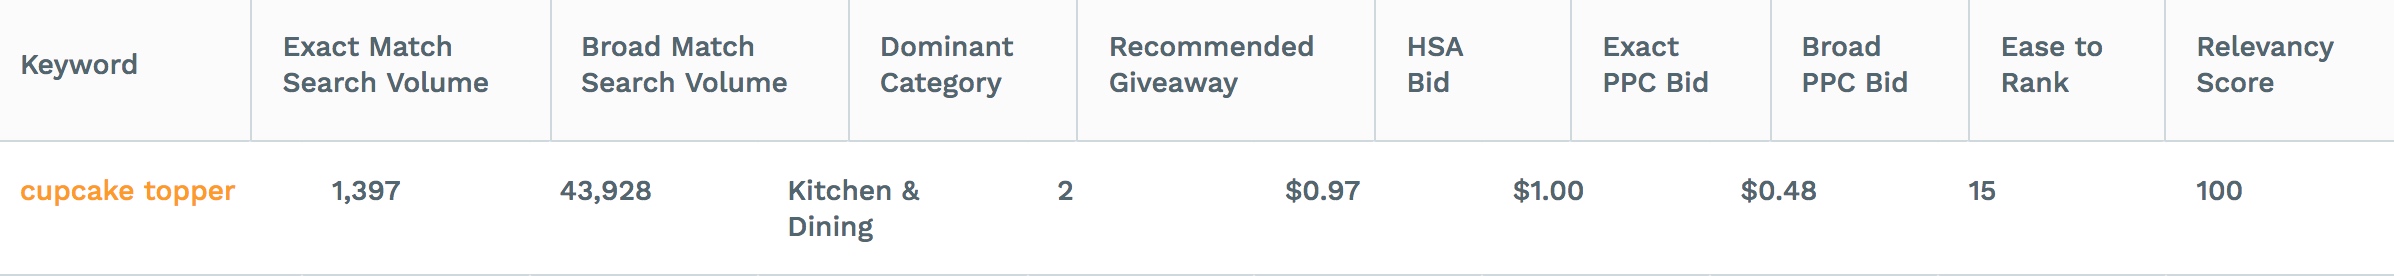 Keyword
Exact Match
Search Volume
Broad Match
Search Volume
Dominant
Category
Recommended
Giveaway
HSA
Bid
Exact
PPC Bid
Broad
PPC Bid
Ease to
Rank
Relevancy
Score
cupcake topper
1,397
43,928
Kitchen &
Dining
2
$0.97
$1.00
$0.48
15
100